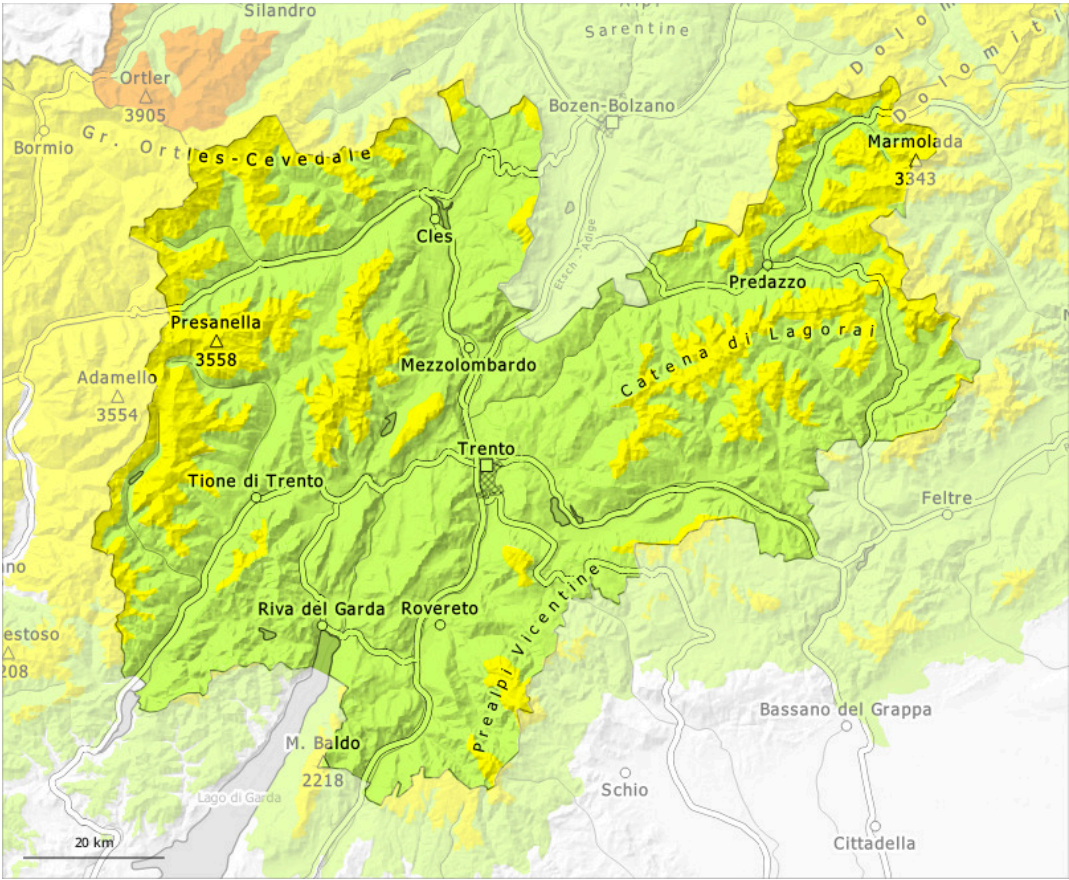 Silandro
Sarentine
Ortler
3905
Bozen-Bolzano
Dolomiti
Bormio
Gr. Ortles-Cevedale
Marmolada
3343
Cles
Etsch - Adige
Predazzo
Presanella
3558
Catena di Lagorai
Mezzolombardo
Adamello
3554
Trento
Tione di Trento
Feltre
Riva del Garda
Rovereto
estoso
208
Prealpi Vicentine
Bassano del Grappa
M. Baldo
2218
Schio
Lago di Garda
20 km
Cittadella